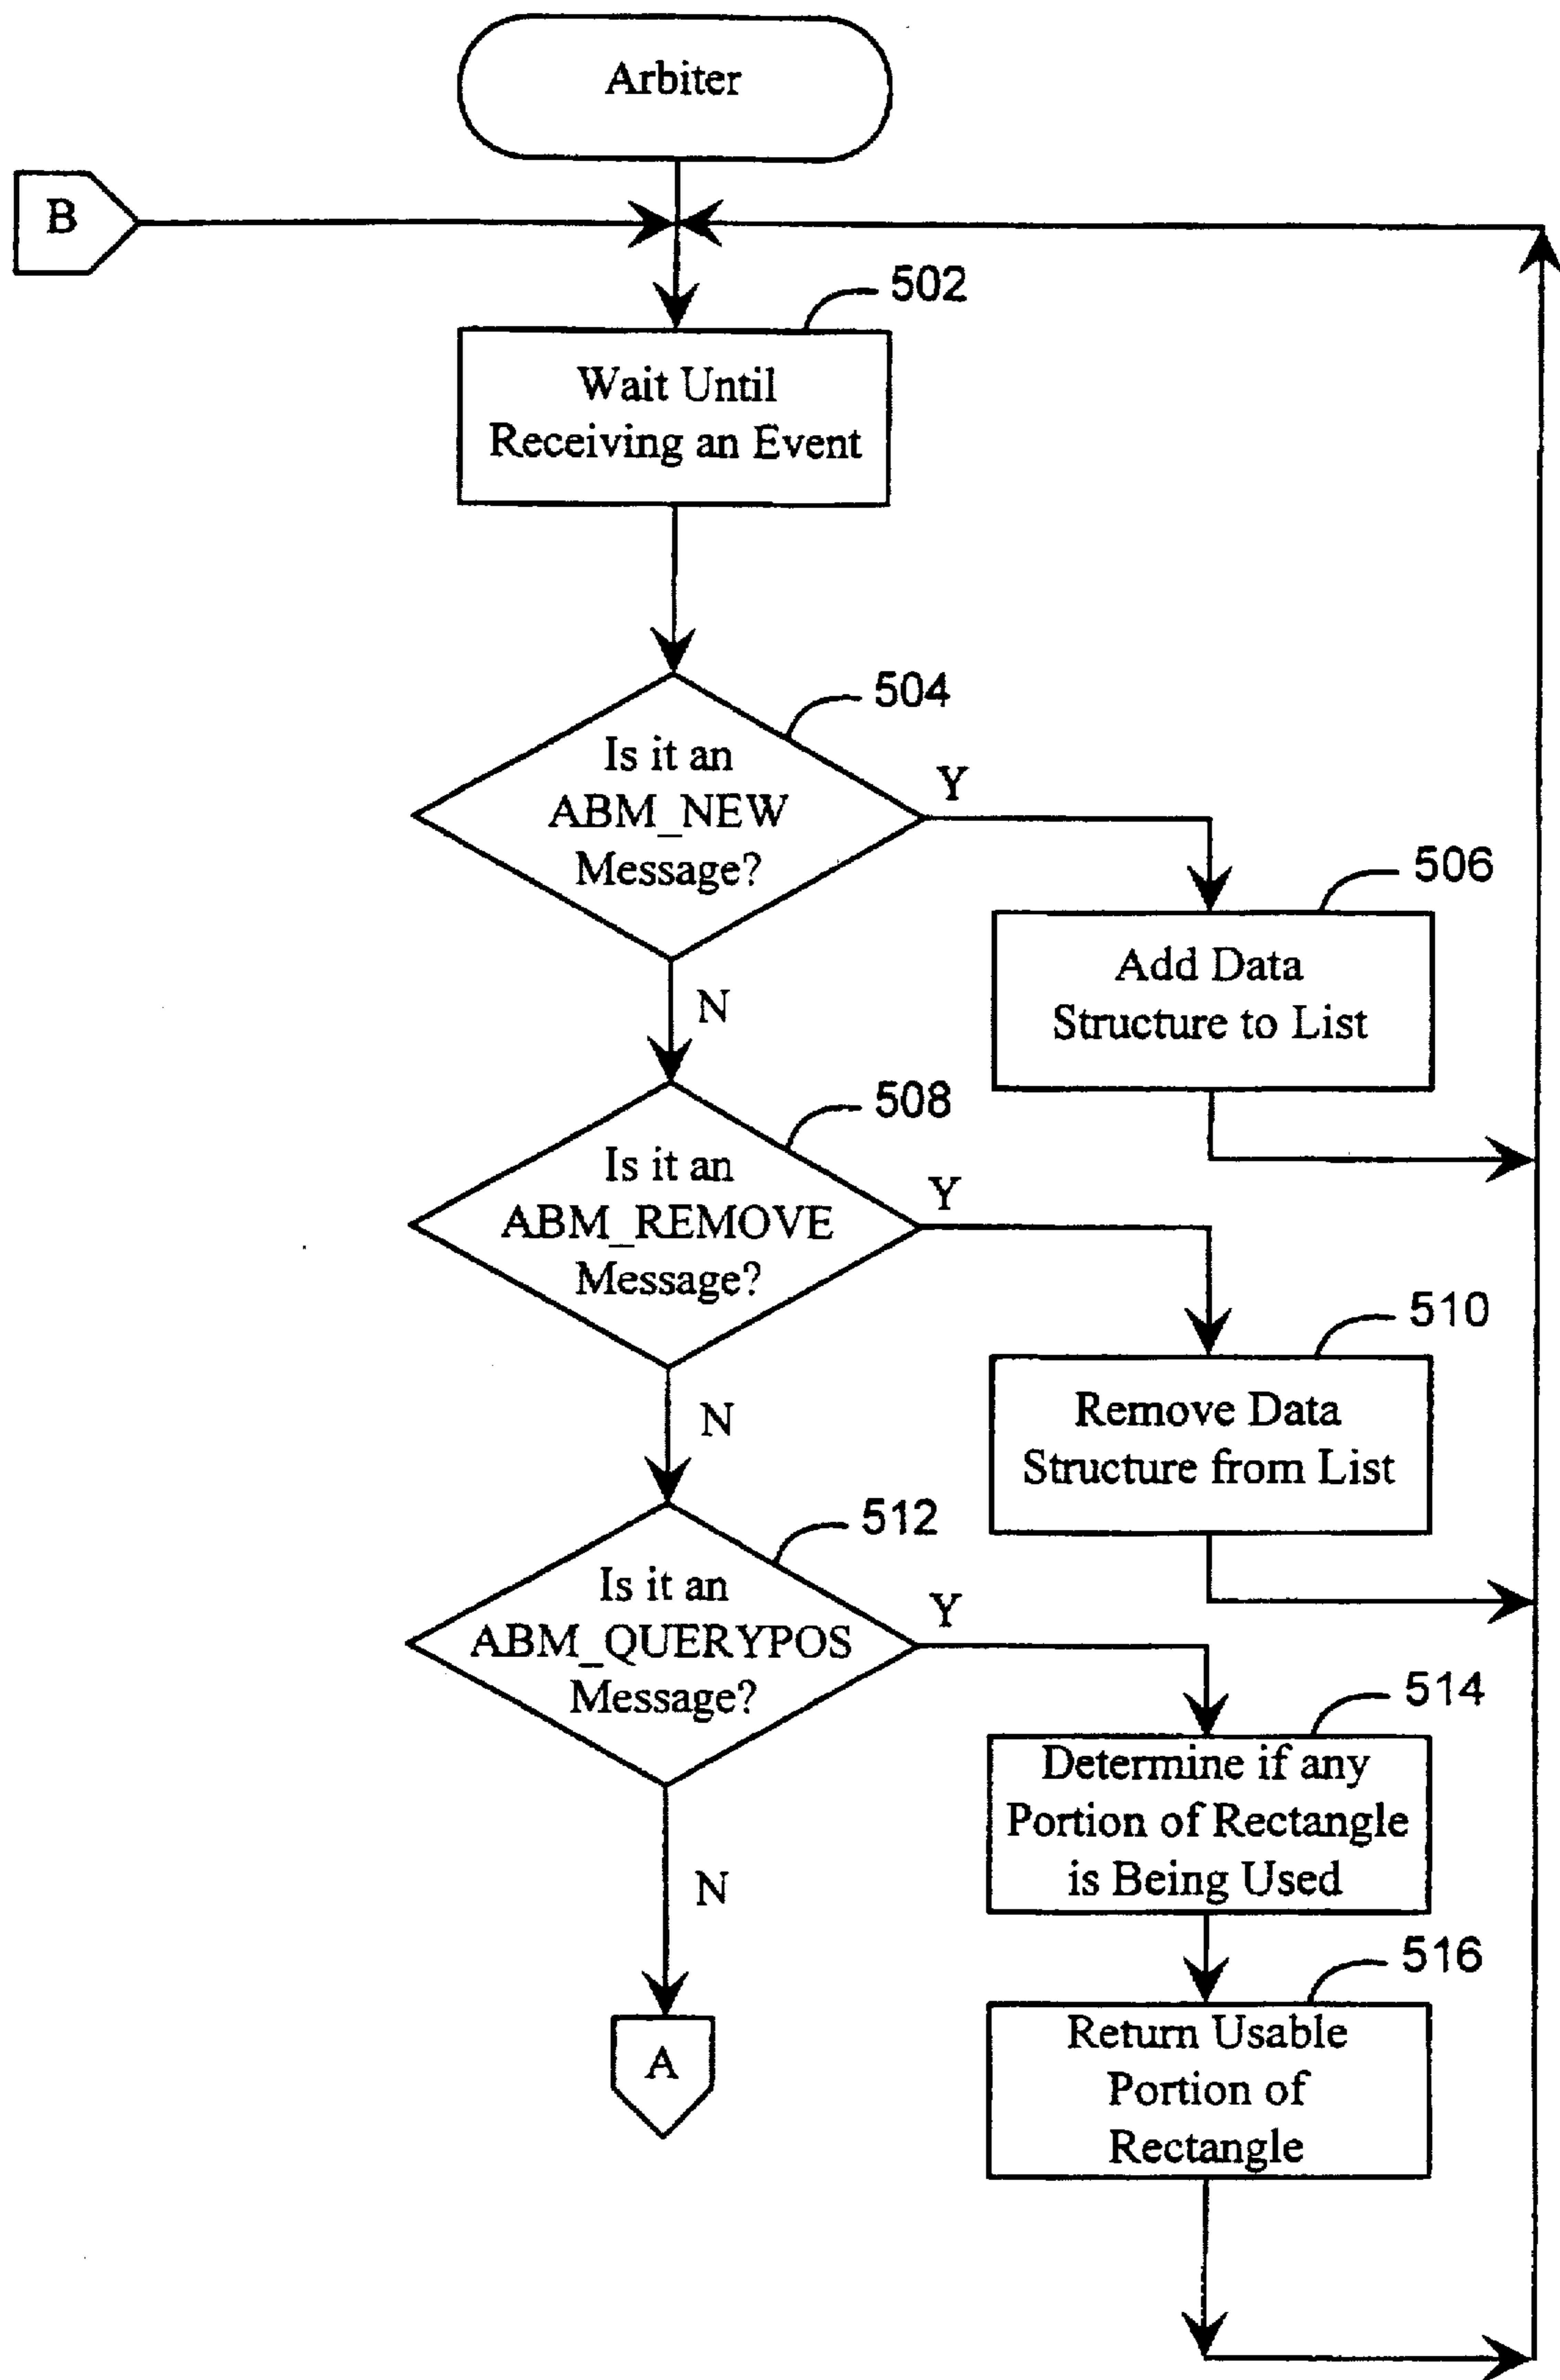 Arbiter
B
502
Wait Until
Receiving an Event
504
Is it an
ABM_NEW
Message?
Y
506
Add Data
Structure to List
N
508
Is it an
ABM_REMOVE
Message?
Y
510
Remove Data
Structure from List
N
512
Is it an
ABM_QUERYPOS
Message?
Y
514
Determine if any
Portion of Rectangle
is Being Used
N
516
Return Usable
Portion of
Rectangle
A